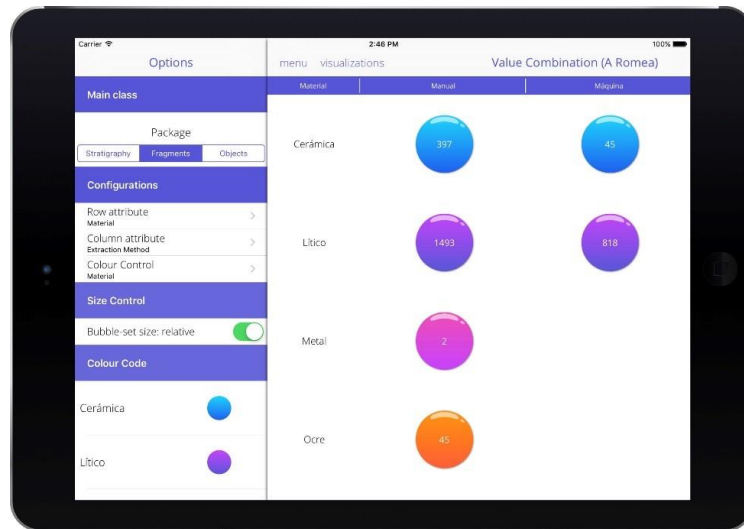 Carrier
2:46 PM
100%
Options
menu visualizations
Value Combination (A Romea)
Main class
Package
Stratigraphy Fragments Objects
Configurations
Row attribute
Material
Column attribute
Extraction Method
Colour Control
Material
Size Control
Bubble-set size: relative
Colour Code
Cerámica
Lítico
Material Manual Máquina
Cerámica 397 45
Lítico 1493 818
Metal 2
Ocre 45